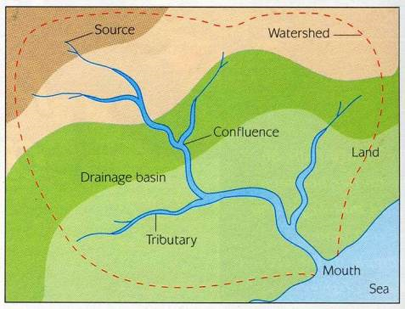 Source
Watershed
Confluence
Land
Drainage basin
Tributary
Mouth
Sea